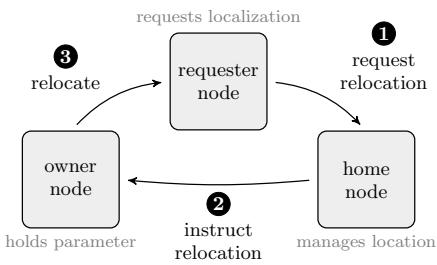 requests localization
requester
node
1
request
relocation
3
relocate
owner
node
holds parameter
home
node
manages location
2
instruct
relocation